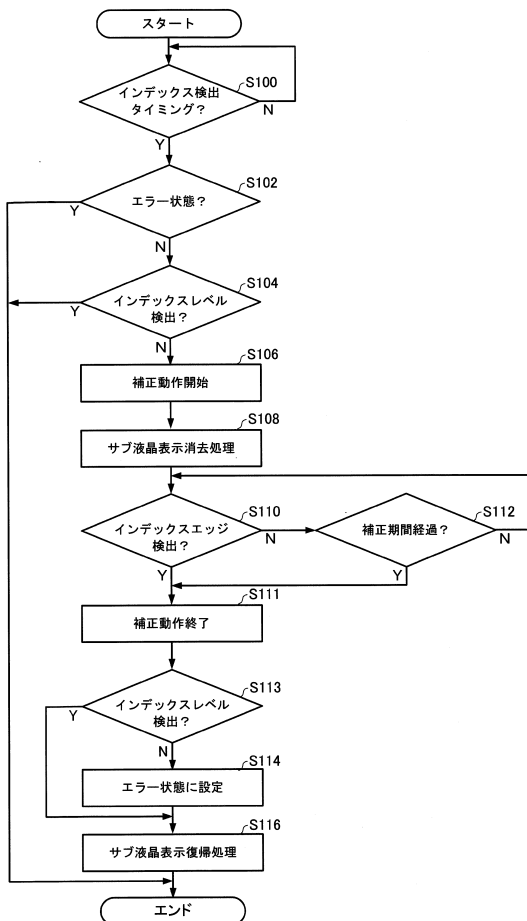 スタート
S100
インデックス検出
タイミング?
N
Y
S102
エラー状態?
Y
N
S104
インデックスレベル
検出?
Y
N
S106
補正動作開始
S108
サブ液晶表示消去処理
S110
インデックスエッジ
検出?
N
Y
S112
補正期間経過?
N
Y
S111
補正動作終了
S113
インデックスレベル
検出?
Y
N
S114
エラー状態に設定
S116
サブ液晶表示復帰処理
エンド